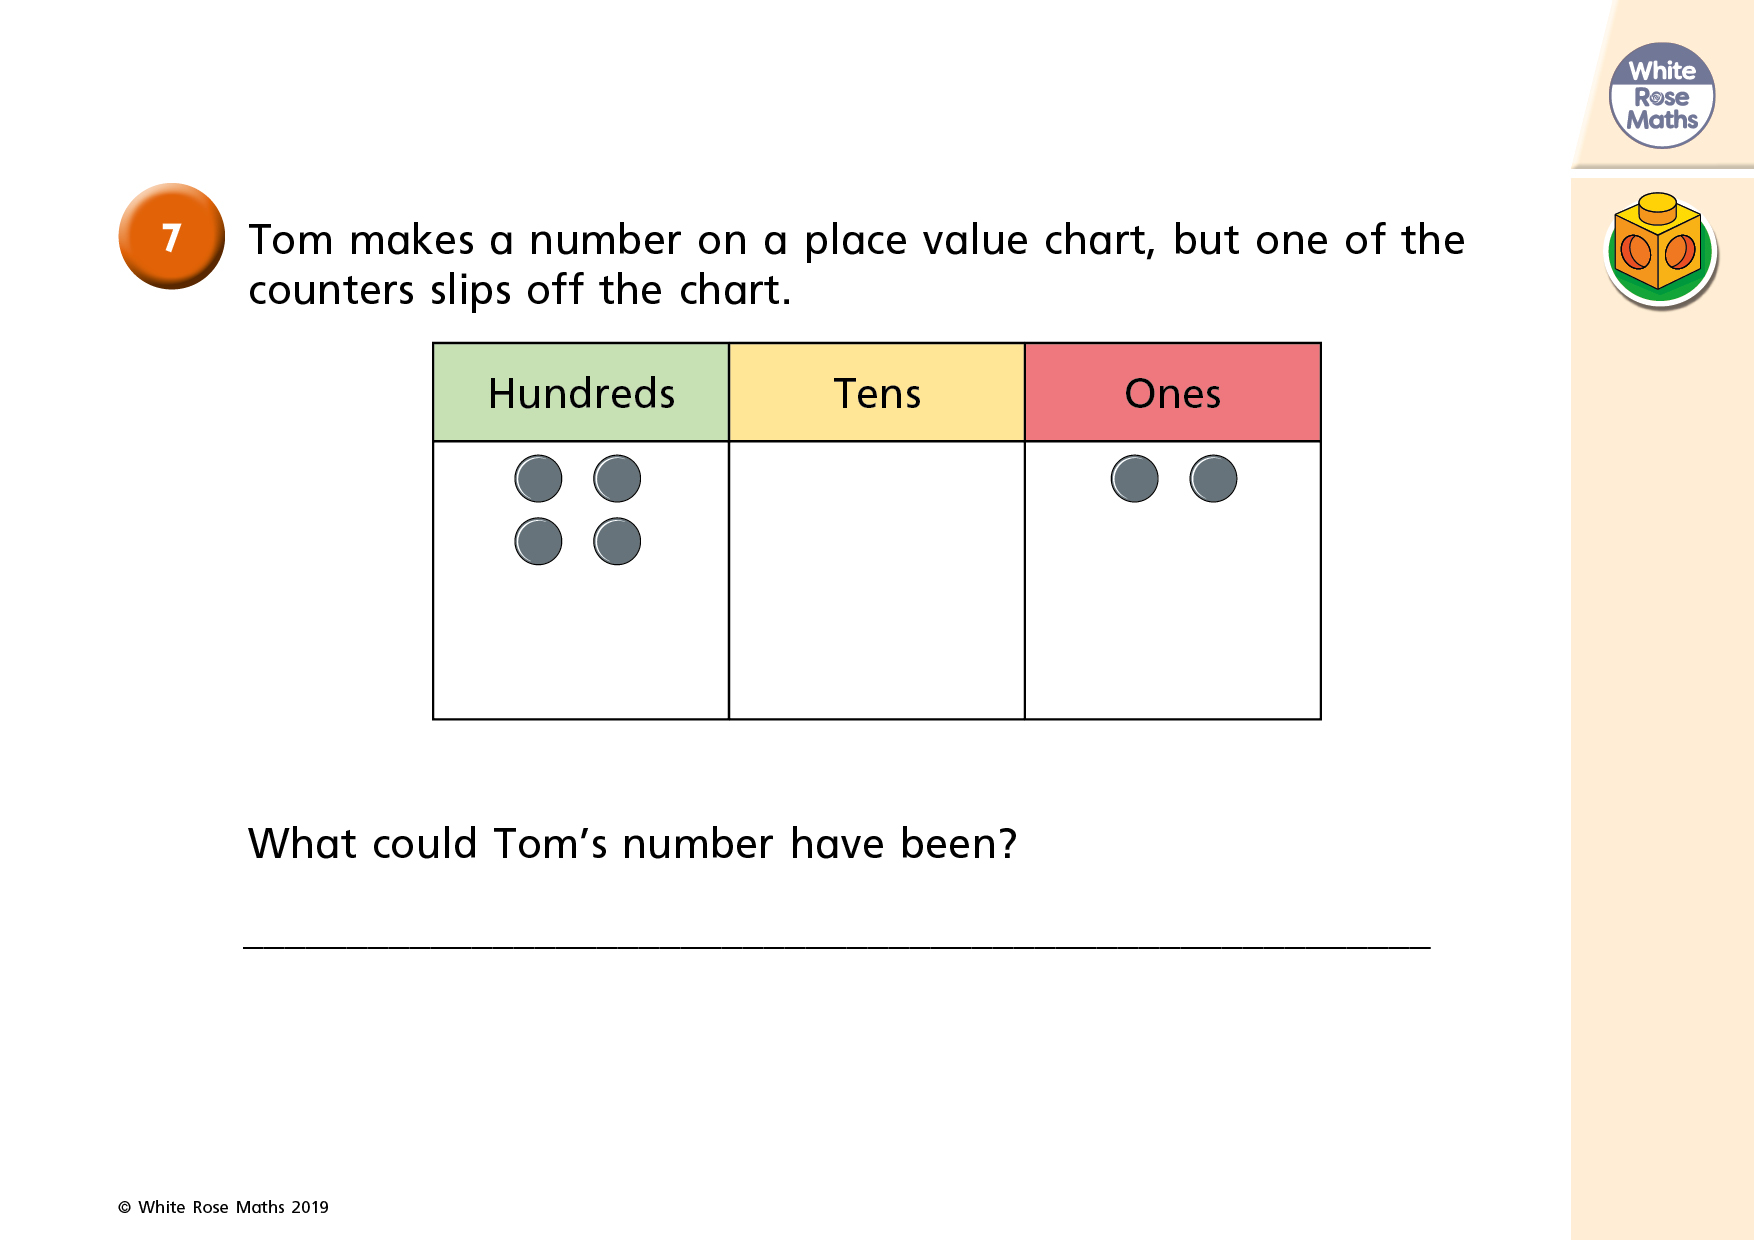 White
Rose
Maths
7
Tom makes a number on a place value chart, but one of the
counters slips off the chart.
Hundreds Tens Ones
What could Tom’s number have been?
© White Rose Maths 2019